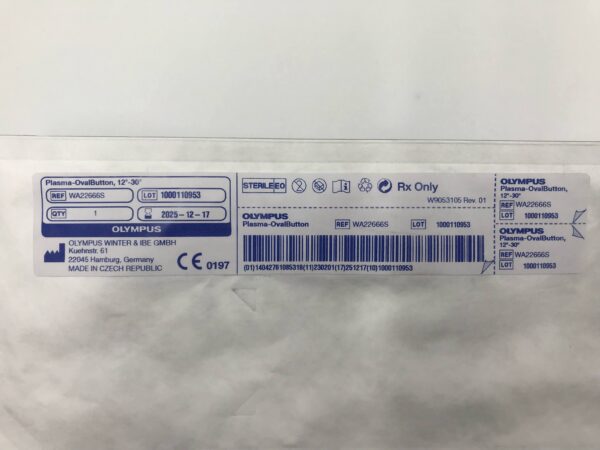 Plasma-OvalButton, 12°-30°
REF WA22666S
LOT 1000110953
QTY 1
2025-12-17
OLYMPUS
OLYMPUS WINTER & IBE GMBH
Kuehnstr. 61
22045 Hamburg, Germany
MADE IN CZECH REPUBLIC
CE 0197
STERILE EO
Rx Only
W9053105 Rev. 01
OLYMPUS
Plasma-OvalButton
REF WA22666S
LOT 1000110953
(01)14042761085318(11)230201(17)251217(10)1000110953
OLYMPUS
Plasma-OvalButton,
12°-30°
REF WA22666S
LOT 1000110953
OLYMPUS
Plasma-OvalButton,
12°-30°
REF WA22666S
LOT 1000110953